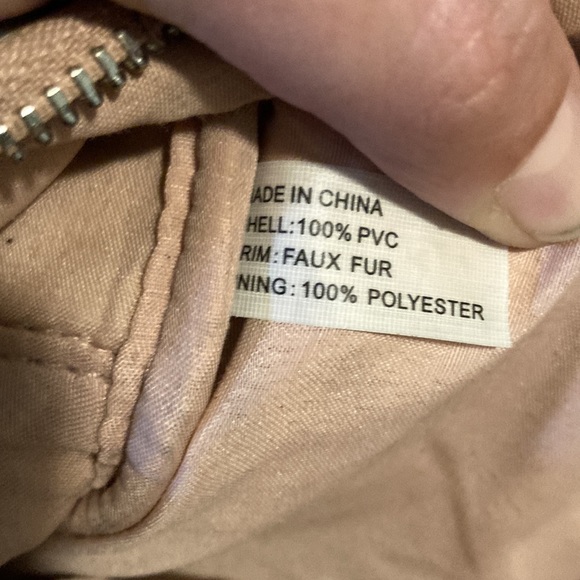 ADE IN CHINA
HELL:100% PVC
RIM: FAUX FUR
NING: 100% POLYESTER